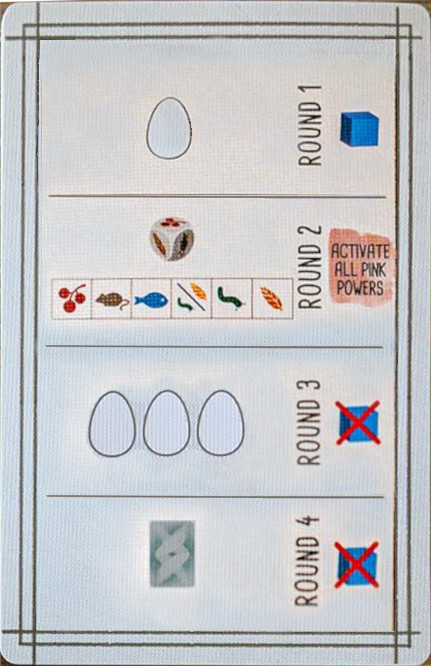 ROUND 1
ROUND 2
ACTIVATE
ALL PINK
POWERS
ROUND 3
ROUND 4